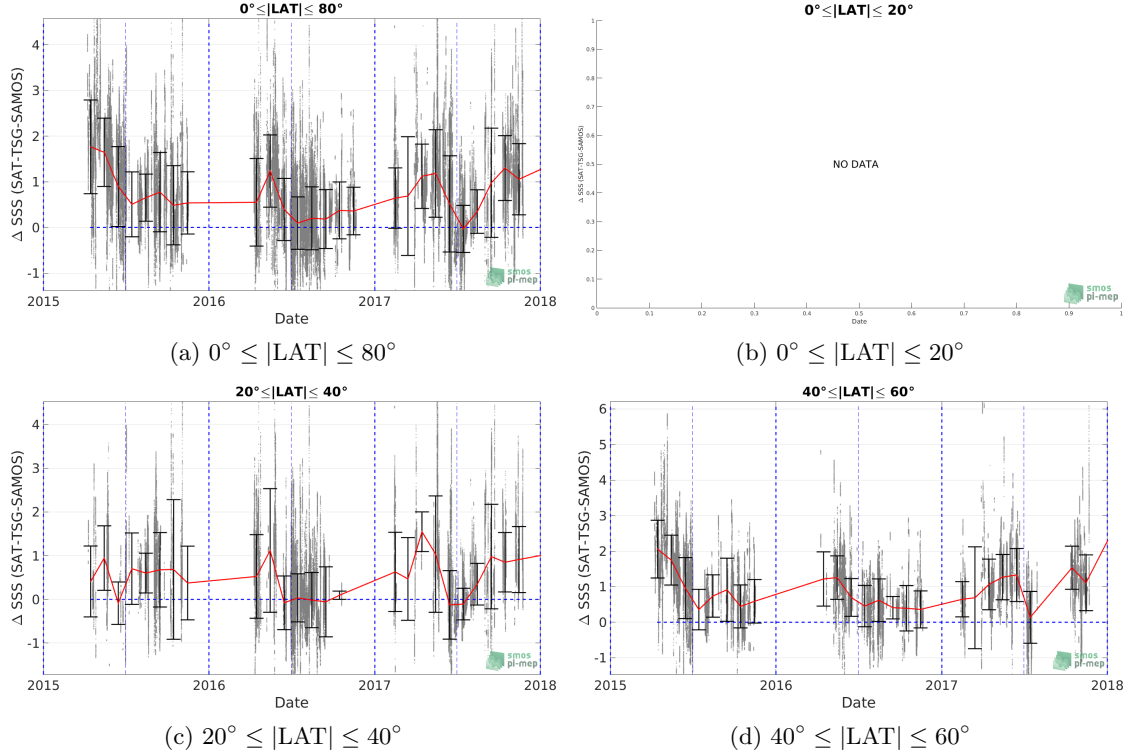 0°≤|LAT|≤ 80°
Δ SSS (SAT-TSG-SAMOS)
4
3
2
1
0
-1
2015 2016 2017 2018
Date
smos
pi-mep
(a) 0° ≤ |LAT| ≤ 80°
0°≤|LAT|≤ 20°
Δ SSS (SAT-TSG-SAMOS)
1
0.9
0.8
0.7
0.6
0.5
0.4
0.3
0.2
0.1
0
NO DATA
0 0.1 0.2 0.3 0.4 0.5 0.6 0.7 0.8 0.9 1
Date
smos
pi-mep
(b) 0° ≤ |LAT| ≤ 20°
20°≤|LAT|≤ 40°
Δ SSS (SAT-TSG-SAMOS)
4
3
2
1
0
-1
2015 2016 2017 2018
Date
smos
pi-mep
(c) 20° ≤ |LAT| ≤ 40°
40°≤|LAT|≤ 60°
Δ SSS (SAT-TSG-SAMOS)
6
5
4
3
2
1
0
-1
2015 2016 2017 2018
Date
smos
pi-mep
(d) 40° ≤ |LAT| ≤ 60°